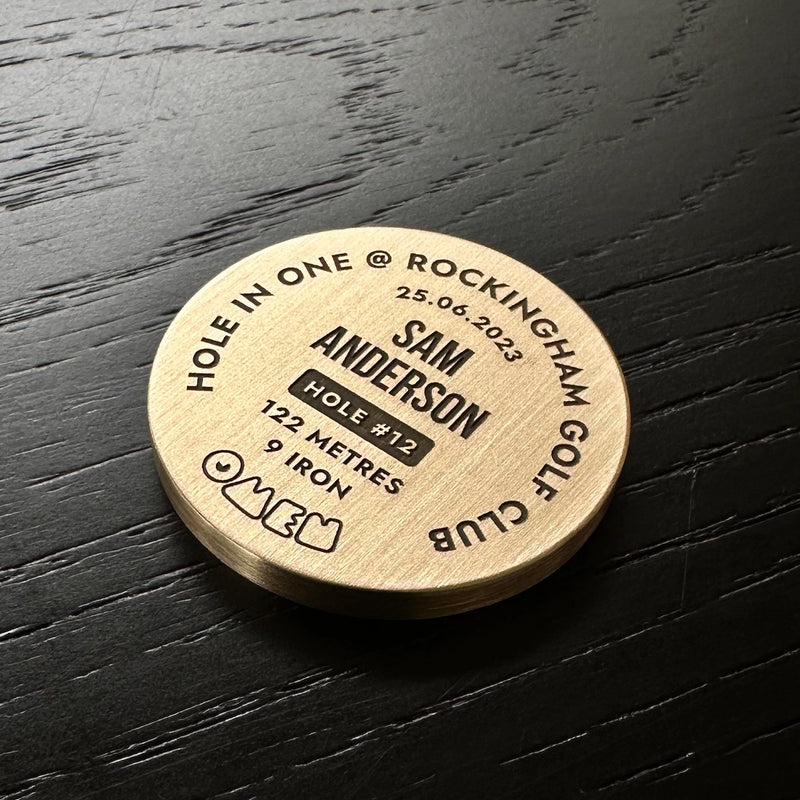 HOLE IN ONE @ ROCKINGHAM GOLF CLUB
25.06.2023
SAM
ANDERSON
HOLE #12
122 METRES
9 IRON
OMEN